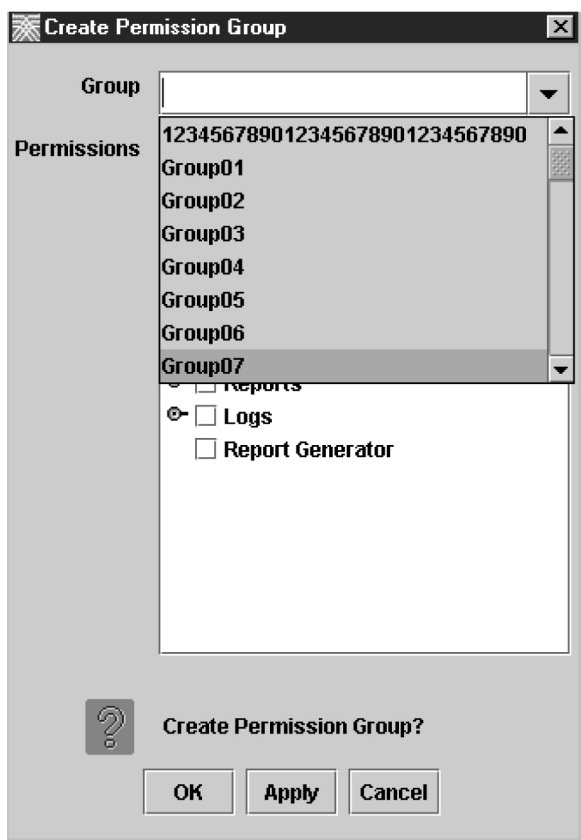 Create Permission Group
Group
Permissions
123456789012345678901234567890
Group01
Group02
Group03
Group04
Group05
Group06
Group07
Reports
Logs
Report Generator
Create Permission Group?
OK Apply Cancel